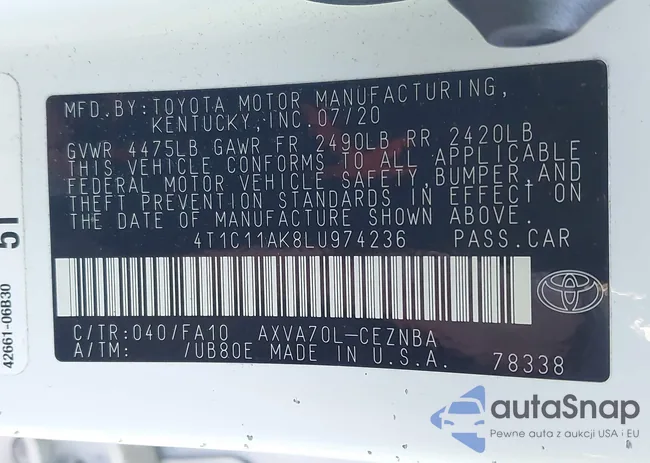 MFD.BY:TOYOTA MOTOR MANUFACTURING,
KENTUCKY,INC.07/20
GVWR 4475LB GAWR FR 2490LB RR 2420LB
THIS VEHICLE CONFORMS TO ALL APPLICABLE
FEDERAL MOTOR VEHICLE SAFETY,BUMPER,AND
THEFT PREVENTION STANDARDS IN EFFECT ON
THE DATE OF MANUFACTURE SHOWN ABOVE.
4T1C11AK8LU974236 PASS.CAR
C/TR:040/FA10 AXVA70L-CEZNBA
A/TM: /UB80E MADE IN U.S.A. 78338
42661-06B30
autaSnap
Pewne auta z aukcji USA i EU